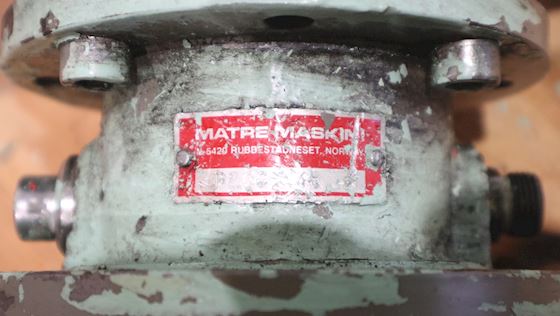 MATRE MASKIN
N-5420 RUBBESTADNESET, NORWAY